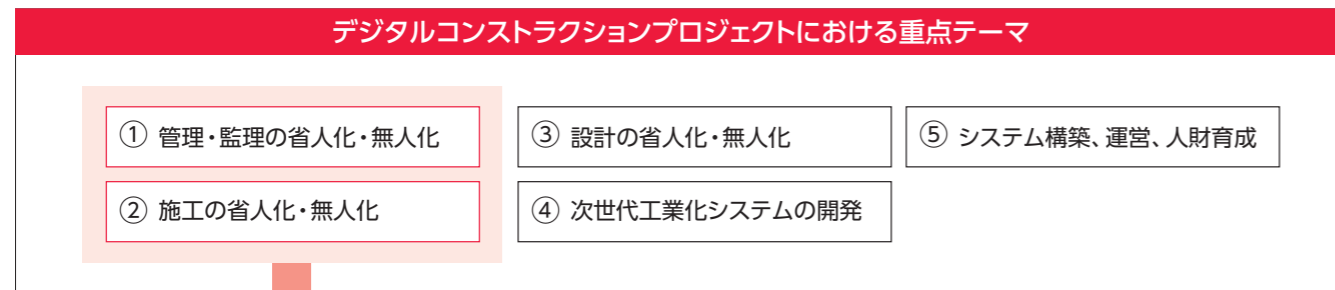 デジタルコンストラクションプロジェクトにおける重点テーマ
① 管理・監理の省人化・無人化
② 施工の省人化・無人化
③ 設計の省人化・無人化
④ 次世代工業化システムの開発
⑤ システム構築、運営、人財育成